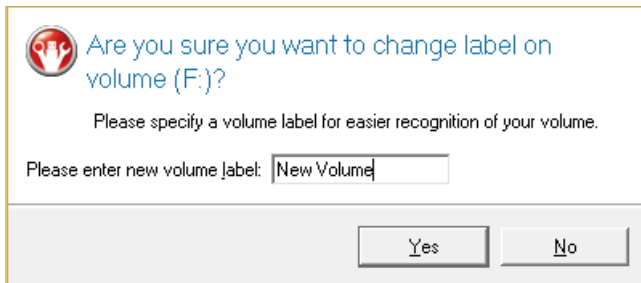 Are you sure you want to change label on
volume (F:)?
Please specify a volume label for easier recognition of your volume.
Please enter new volume label: New Volume
Yes No